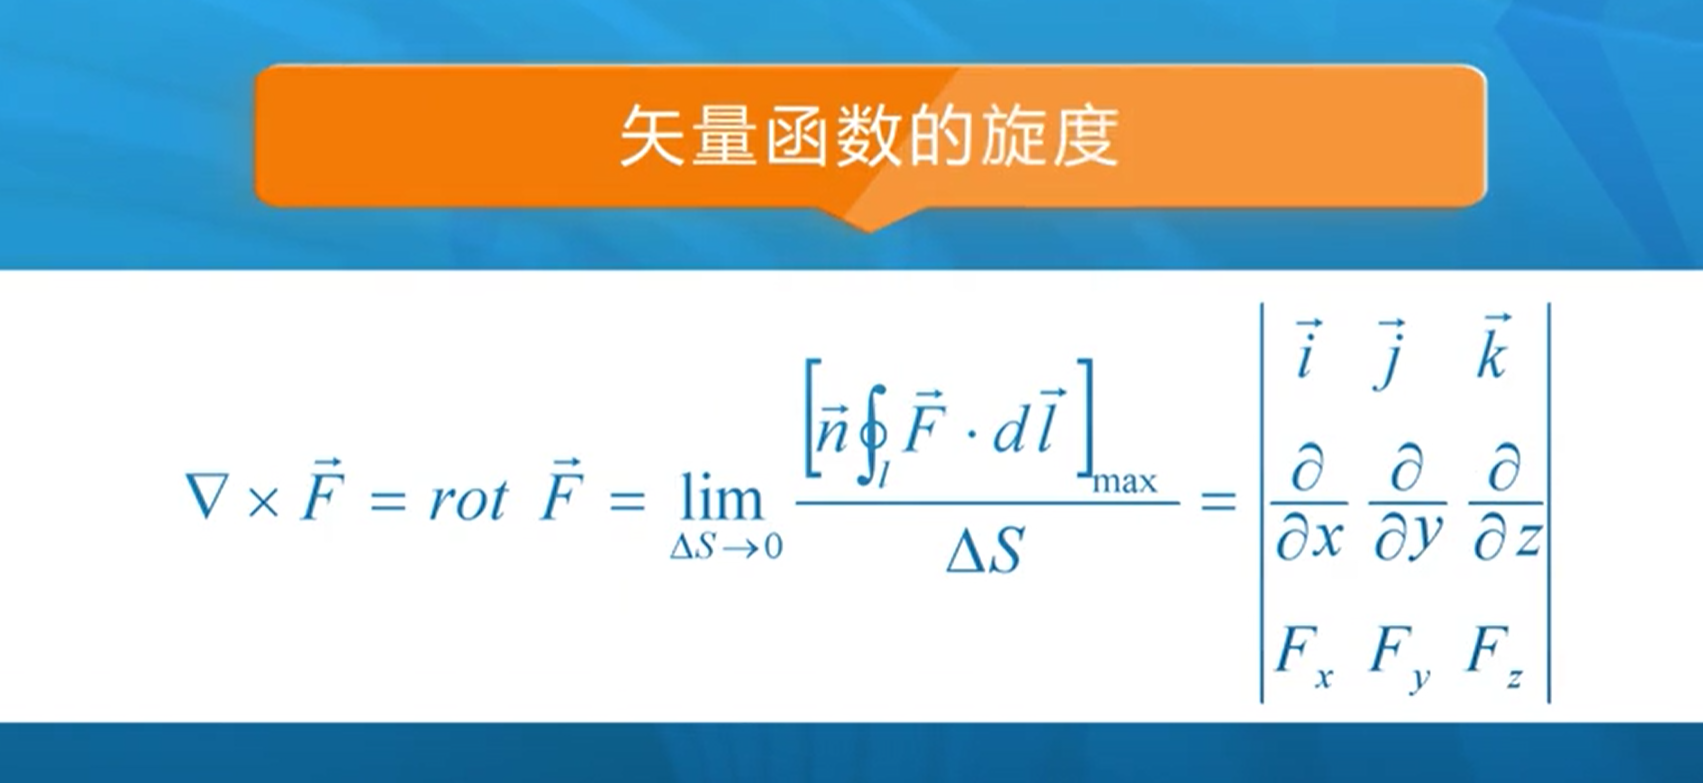 矢量函数的旋度
$\nabla \times \vec{F} = rot\ \vec{F} = \lim_{\Delta S \to 0} \frac{\left[ \vec{n} \oint_l \vec{F} \cdot d\vec{l} \right]_{\max}}{\Delta S} = \begin{vmatrix} \vec{i} & \vec{j} & \vec{k} \\ \frac{\partial}{\partial x} & \frac{\partial}{\partial y} & \frac{\partial}{\partial z} \\ F_x & F_y & F_z \end{vmatrix}$